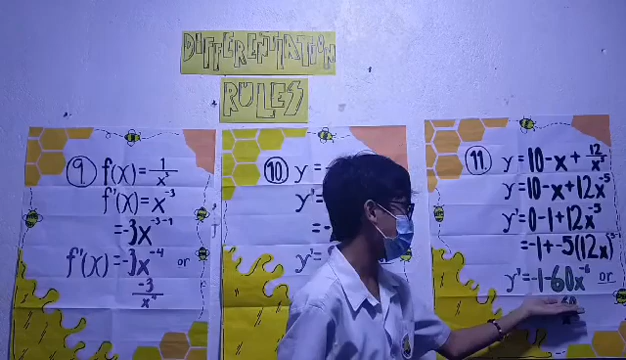 DIFFERENTIATION
RULES
⑨ f(x) = 1/x³
f'(x) = x⁻³
= -3x⁻³⁻¹
f'(x) = -3x⁻⁴ or
-3/x⁴
⑩ y =
y' =
= -
y' =
⑪ y = 10 - x + 12/x⁵
y = 10 - x + 12x⁻⁵
y' = 0 - 1 + 12x⁻⁵
= -1 + -5(12x)
y' = -1 - 60x⁻⁶ or